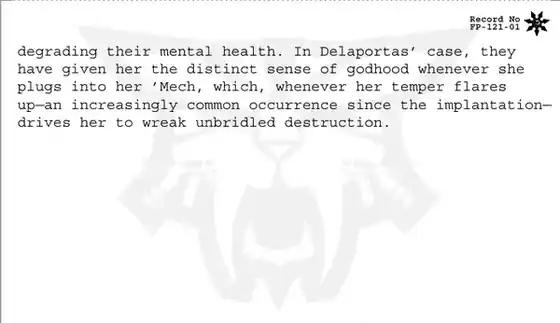 Record No
FP-121-01
degrading their mental health. In Delaportas’ case, they
have given her the distinct sense of godhood whenever she
plugs into her ’Mech, which, whenever her temper flares
up—an increasingly common occurrence since the implantation—
drives her to wreak unbridled destruction.